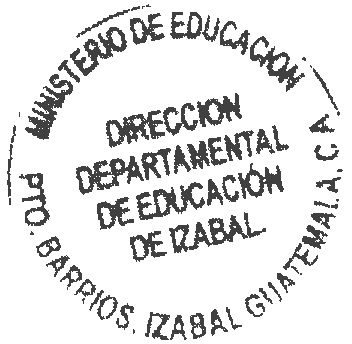 MINISTERIO DE EDUCACION
DIRECCION
DEPARTAMENTAL
DE EDUCACIÓN
DE IZABAL.
PTO. BARRIOS, IZABAL GUATEMALA, C.A.